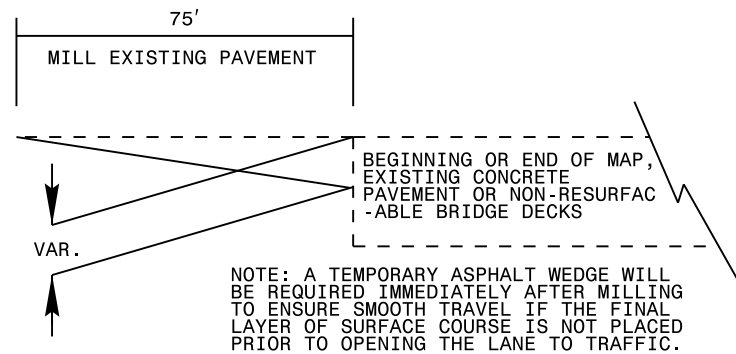 75'
MILL EXISTING PAVEMENT
BEGINNING OR END OF MAP,
EXISTING CONCRETE
PAVEMENT OR NON-RESURFAC
-ABLE BRIDGE DECKS
VAR.
NOTE: A TEMPORARY ASPHALT WEDGE WILL
BE REQUIRED IMMEDIATELY AFTER MILLING
TO ENSURE SMOOTH TRAVEL IF THE FINAL
LAYER OF SURFACE COURSE IS NOT PLACED
PRIOR TO OPENING THE LANE TO TRAFFIC.